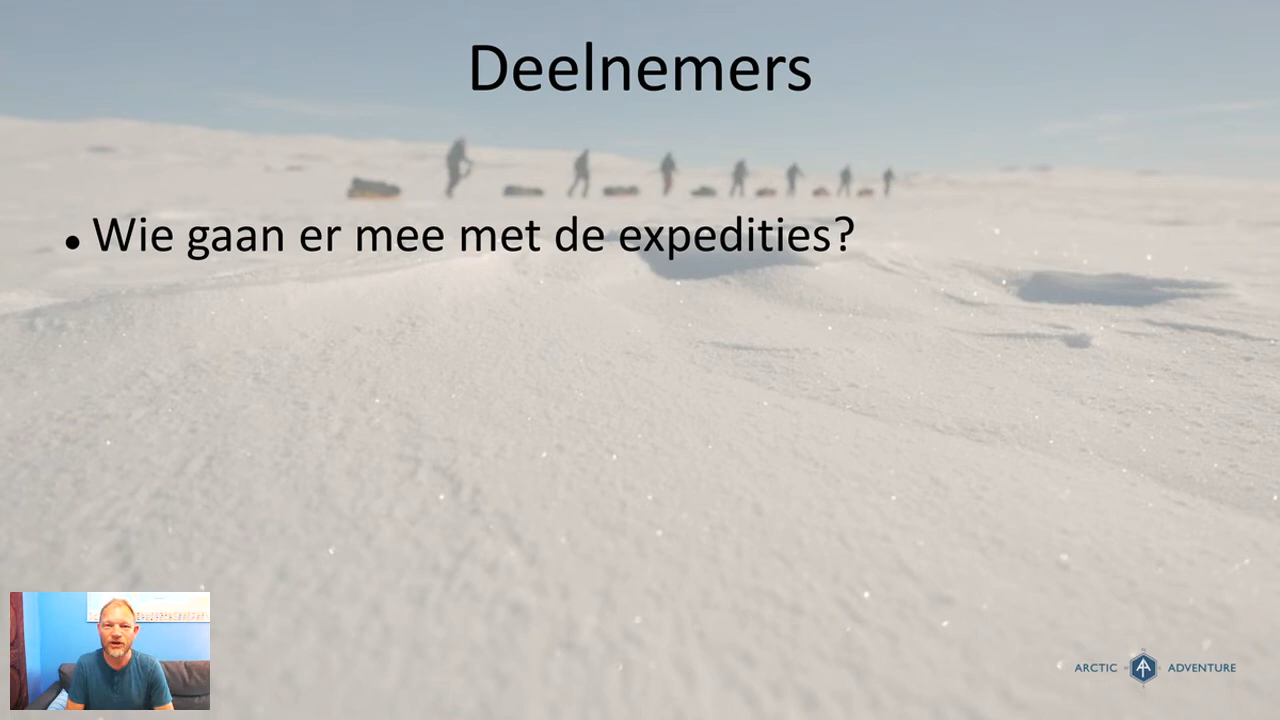 Deelnemers
• Wie gaan er mee met de expedities?
ARCTIC ADVENTURE